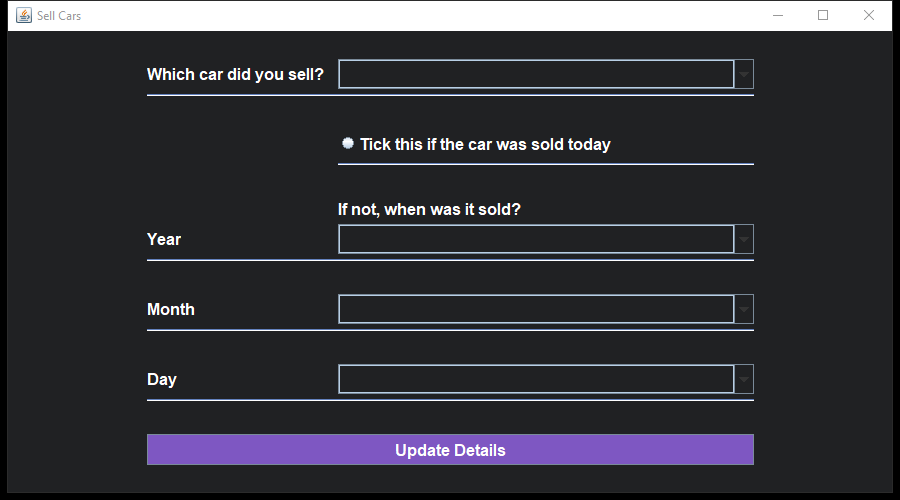 Sell Cars
Which car did you sell?
Tick this if the car was sold today
If not, when was it sold?
Year
Month
Day
Update Details